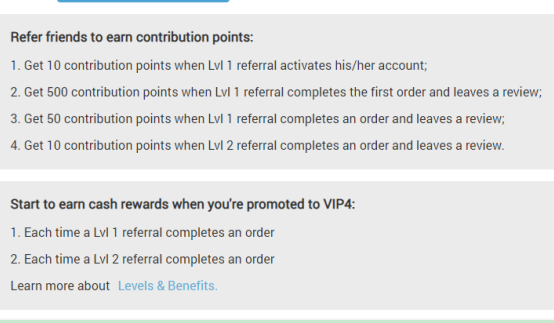 Refer friends to earn contribution points:
1. Get 10 contribution points when Lvl 1 referral activates his/her account;
2. Get 500 contribution points when Lvl 1 referral completes the first order and leaves a review;
3. Get 50 contribution points when Lvl 1 referral completes an order and leaves a review;
4. Get 10 contribution points when Lvl 2 referral completes an order and leaves a review.
Start to earn cash rewards when you're promoted to VIP4:
1. Each time a Lvl 1 referral completes an order
2. Each time a Lvl 2 referral completes an order
Learn more about Levels & Benefits.